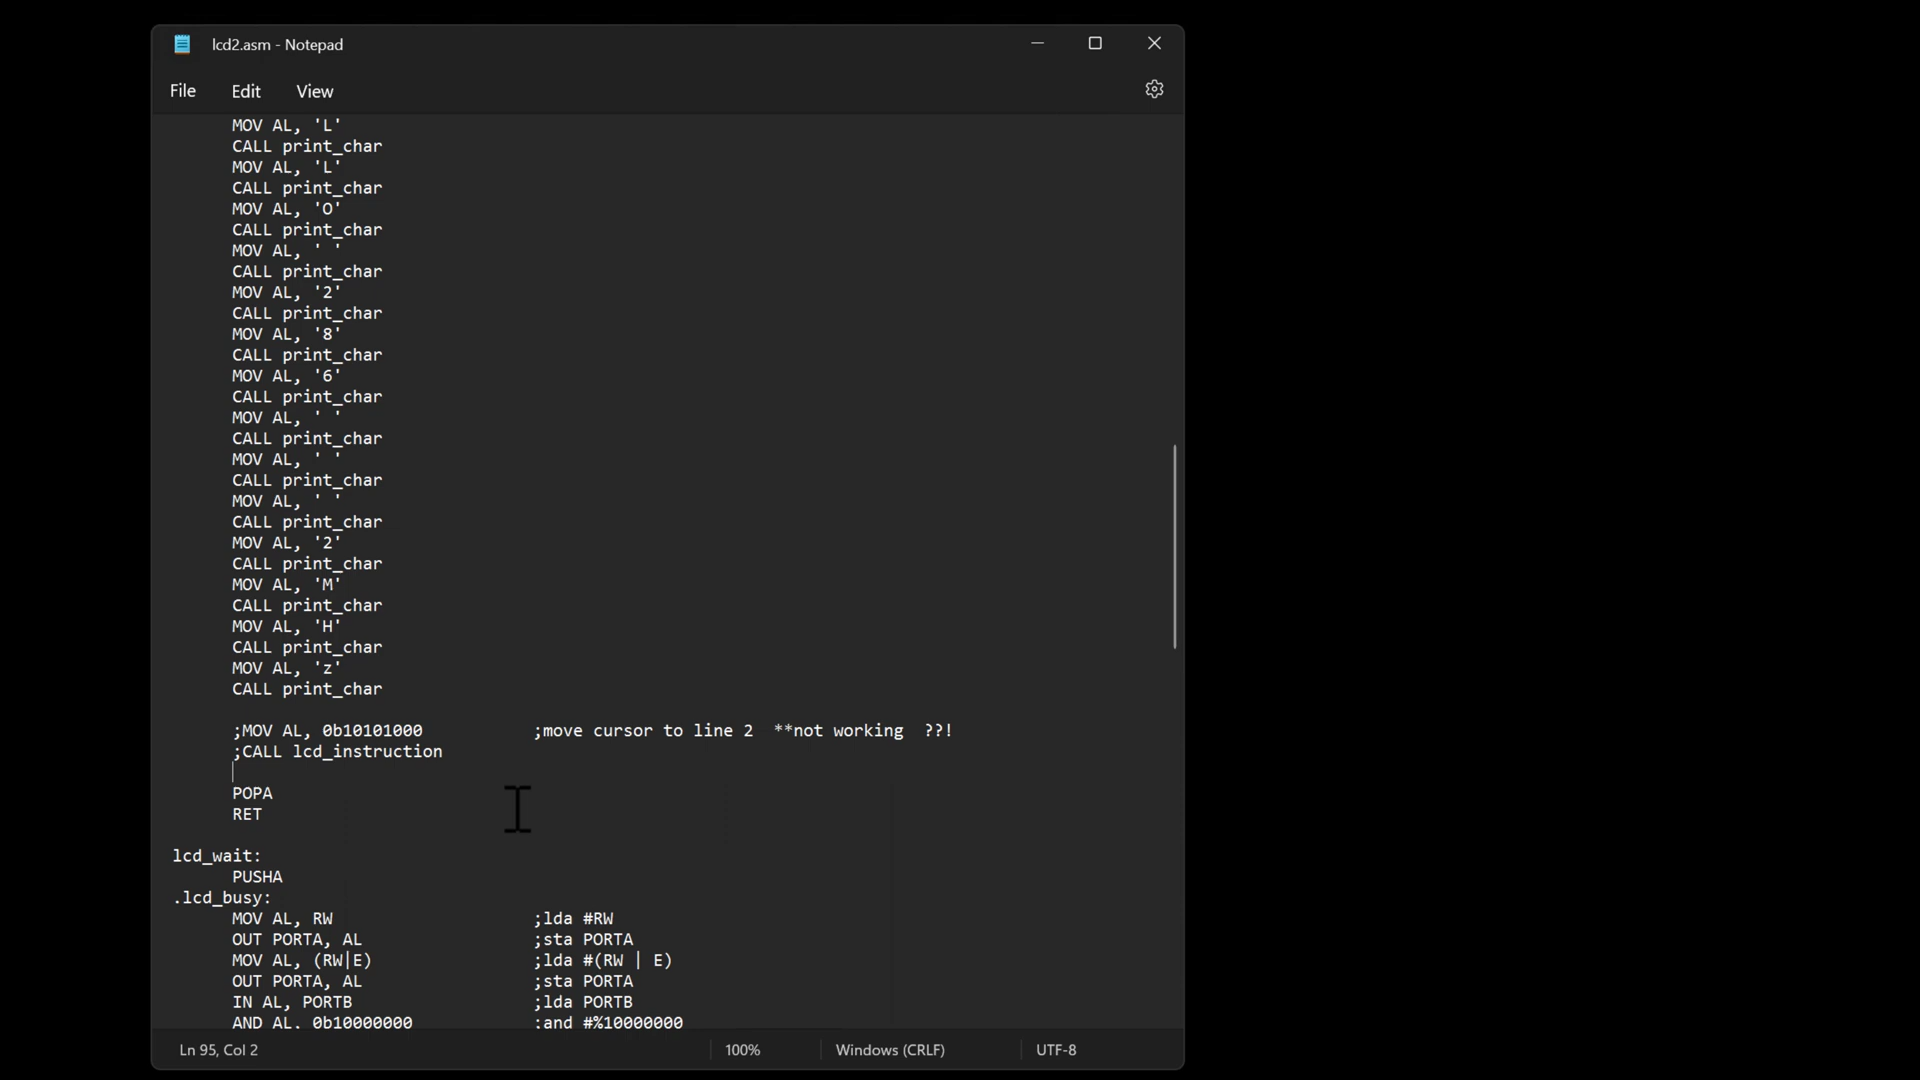 lcd2.asm - Notepad
File Edit View
MOV AL, 'L'
CALL print_char
MOV AL, 'L'
CALL print_char
MOV AL, 'O'
CALL print_char
MOV AL, ' '
CALL print_char
MOV AL, '2'
CALL print_char
MOV AL, '8'
CALL print_char
MOV AL, '6'
CALL print_char
MOV AL, ' '
CALL print_char
MOV AL, ' '
CALL print_char
MOV AL, ' '
CALL print_char
MOV AL, '2'
CALL print_char
MOV AL, 'M'
CALL print_char
MOV AL, 'H'
CALL print_char
MOV AL, 'z'
CALL print_char
;MOV AL, 0b10101000 ;move cursor to line 2 **not working ??!
;CALL lcd_instruction
POPA
RET
lcd_wait:
PUSHA
.lcd_busy:
MOV AL, RW ;lda #RW
OUT PORTA, AL ;sta PORTA
MOV AL, (RW|E) ;lda #(RW | E)
OUT PORTA, AL ;sta PORTA
IN AL, PORTB ;lda PORTB
AND AL, 0b10000000 ;and #%10000000
Ln 95, Col 2 100% Windows (CRLF) UTF-8